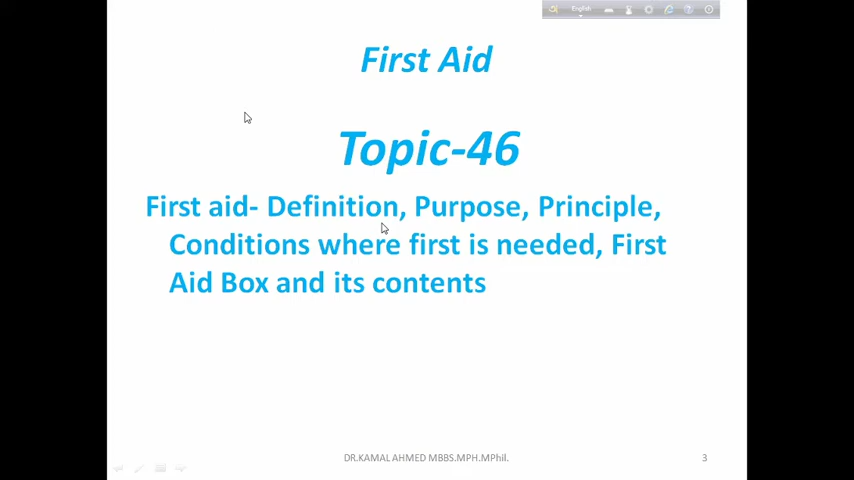 English
First Aid
Topic-46
First aid- Definition, Purpose, Principle,
Conditions where first is needed, First
Aid Box and its contents
DR.KAMAL AHMED MBBS.MPH.MPhil.
3